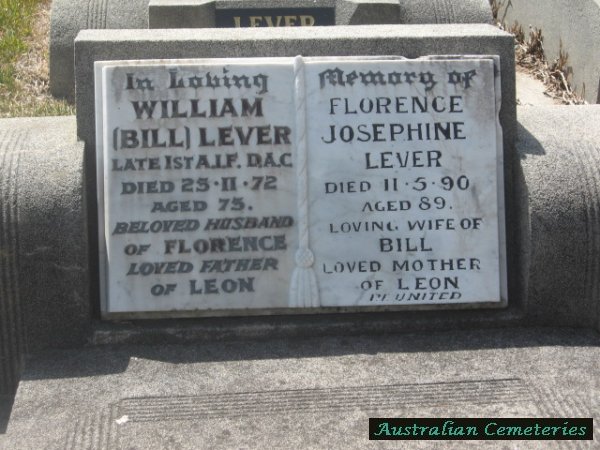 LEVER
In Loving
WILLIAM
(BILL) LEVER
LATE 1ST A.I.F. D.A.C
DIED 25·11·72
AGED 75.
BELOVED HUSBAND
OF FLORENCE
LOVED FATHER
OF LEON
Memory of
FLORENCE
JOSEPHINE
LEVER
DIED 11·5·90
AGED 89.
LOVING WIFE OF
BILL
LOVED MOTHER
OF LEON
REUNITED
Australian Cemeteries